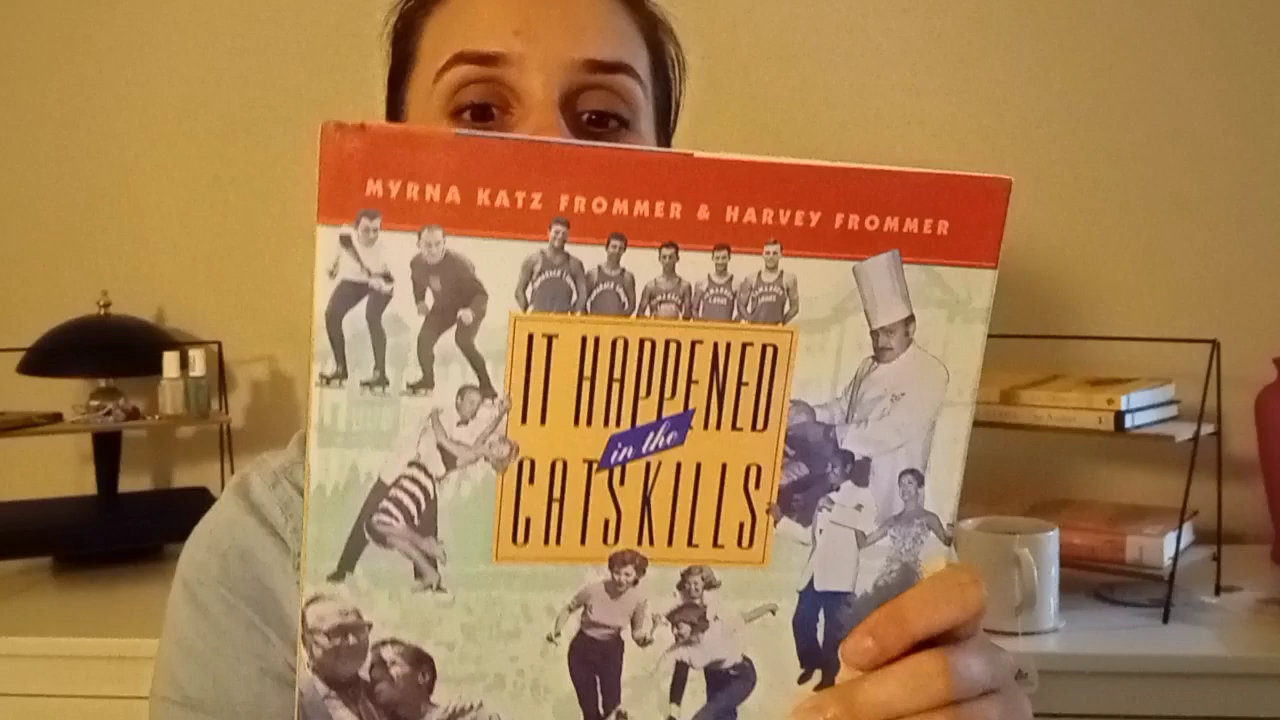 MYRNA KATZ FROMMER & HARVEY FROMMER
IT HAPPENED
in the
CATSKILLS